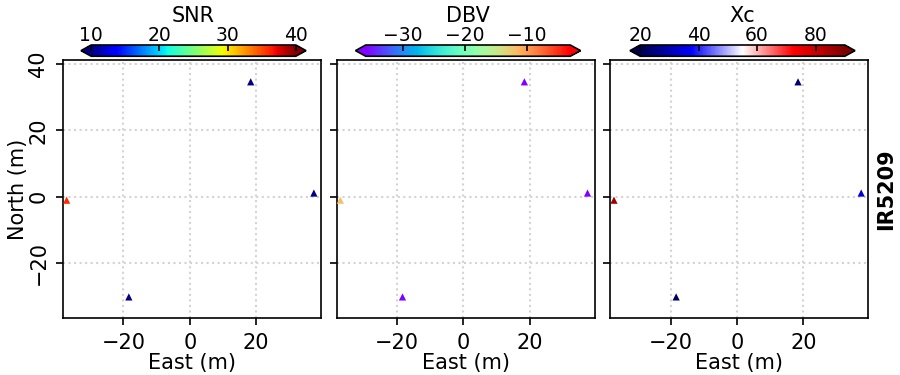 SNR
DBV
Xc
10 20 30 40
−30 −20 −10
20 40 60 80
40
20
0
−20
North (m)
−20 0 20
−20 0 20
−20 0 20
East (m)
East (m)
East (m)
IR5209